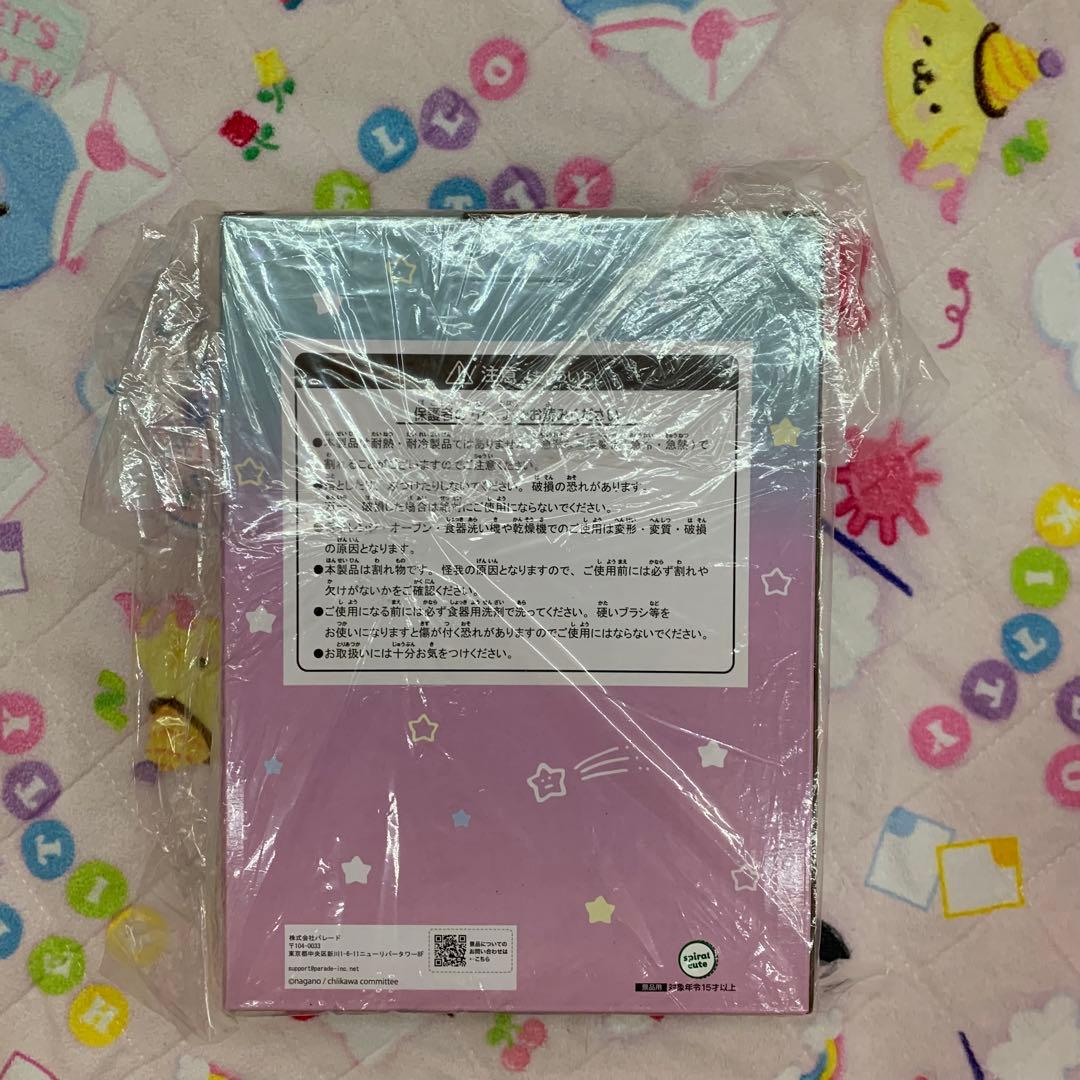 注意
保護者 お読みください
●本製品は耐熱・耐冷製品ではありません。 急冷・急熱)で
割れることがございますのでご注意ください。
●落としたり、ぶつけたりしないでください。破損の恐れがあります。
万一、破損した場合は絶対にご使用にならないでください。
オーブン・食器洗い機や乾燥機でのご使用は変形・変質・破損
の原因となります。
●本製品は割れ物です。怪我の原因となりますので、ご使用前には必ず割れや
欠けがないかをご確認ください。
●ご使用になる前には必ず食器用洗剤で洗ってください。硬いブラシ等を
お使いになりますと傷が付く恐れがありますのでご使用にはならないでください。
●お取扱いには十分お気をつけください。
株式会社パレード
〒104-0033
東京都中央区新川1-6-11ニューリバータワー8F
support@parade-inc.net
©nagano / chiikawa committee
景品についての
お問い合わせは
←こちら
spiral
cute
景品用 対象年令15才以上